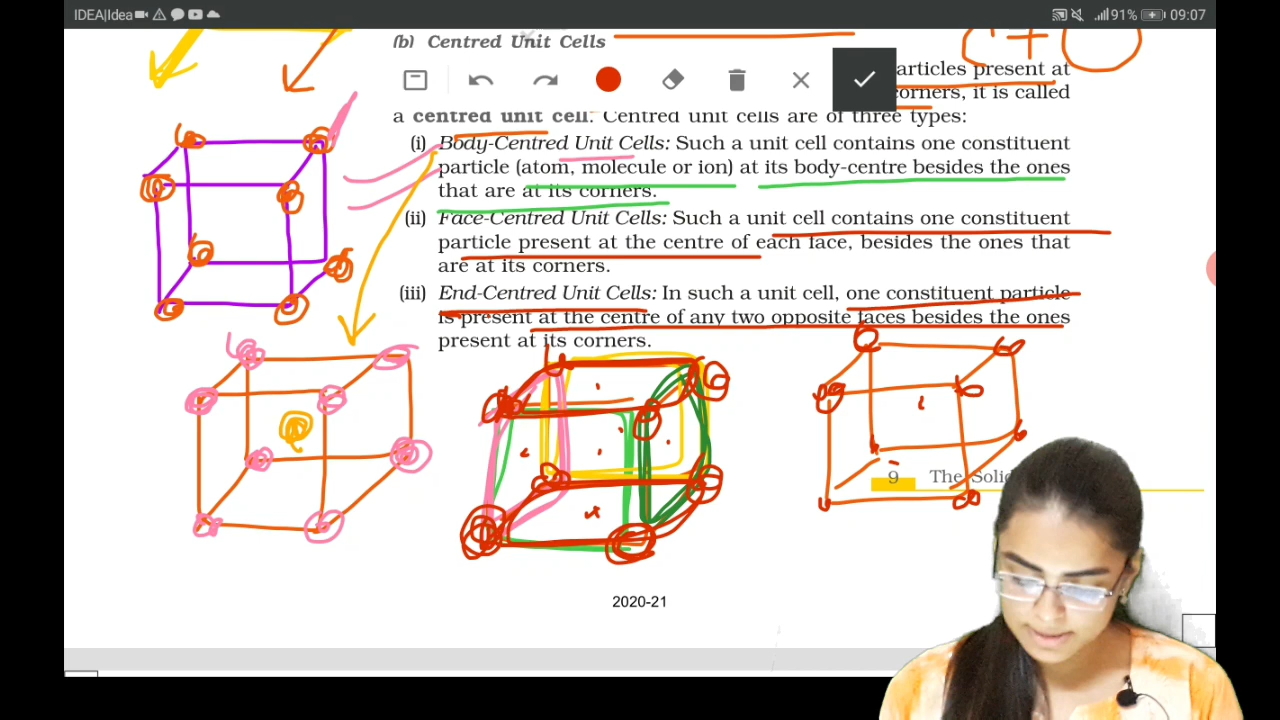 IDEA|Idea 91% 09:07
(b) Centred Unit Cells
articles present at
corners, it is called
a centred unit cell. Centred unit cells are of three types:
(i) Body-Centred Unit Cells: Such a unit cell contains one constituent
particle (atom, molecule or ion) at its body-centre besides the ones
that are at its corners.
(ii) Face-Centred Unit Cells: Such a unit cell contains one constituent
particle present at the centre of each face, besides the ones that
are at its corners.
(iii) End-Centred Unit Cells: In such a unit cell, one constituent particle
is present at the centre of any two opposite faces besides the ones
present at its corners.
9 The Solid
2020-21